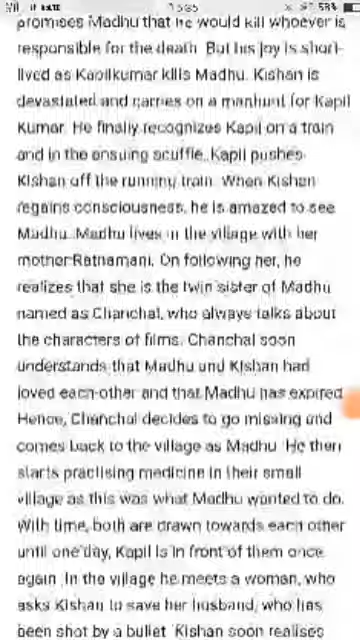 15:35
58%
promises Madhu that he would kill whoever is
responsible for the death. But his joy is short-
lived as Kapilkumar kills Madhu. Kishan is
devastated and carries on a manhunt for Kapil
Kumar. He finally recognizes Kapil on a train
and in the ensuing scuffle, Kapil pushes
Kishan off the running train. When Kishan
regains consciousness, he is amazed to see
Madhu. Madhu lives in the village with her
mother Ratnamani. On following her, he
realizes that she is the twin sister of Madhu
named as Chanchal, who always talks about
the characters of films. Chanchal soon
understands that Madhu and Kishan had
loved each-other and that Madhu has expired.
Hence, Chanchal decides to go missing and
comes back to the village as Madhu. He then
starts practising medicine in their small
village as this was what Madhu wanted to do.
With time, both are drawn towards each other
until one day, Kapil is in front of them once
again. In the village he meets a woman, who
asks Kishan to save her husband, who has
been shot by a bullet. Kishan soon realises